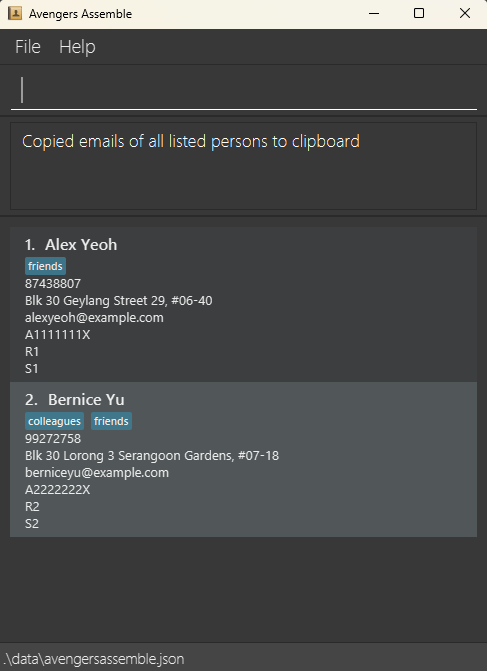 Avengers Assemble
File Help
Copied emails of all listed persons to clipboard
1. Alex Yeoh
friends
87438807
Blk 30 Geylang Street 29, #06-40
alexyeoh@example.com
A1111111X
R1
S1
2. Bernice Yu
colleagues friends
99272758
Blk 30 Lorong 3 Serangoon Gardens, #07-18
berniceyu@example.com
A2222222X
R2
S2
.\data\avengersassemble.json